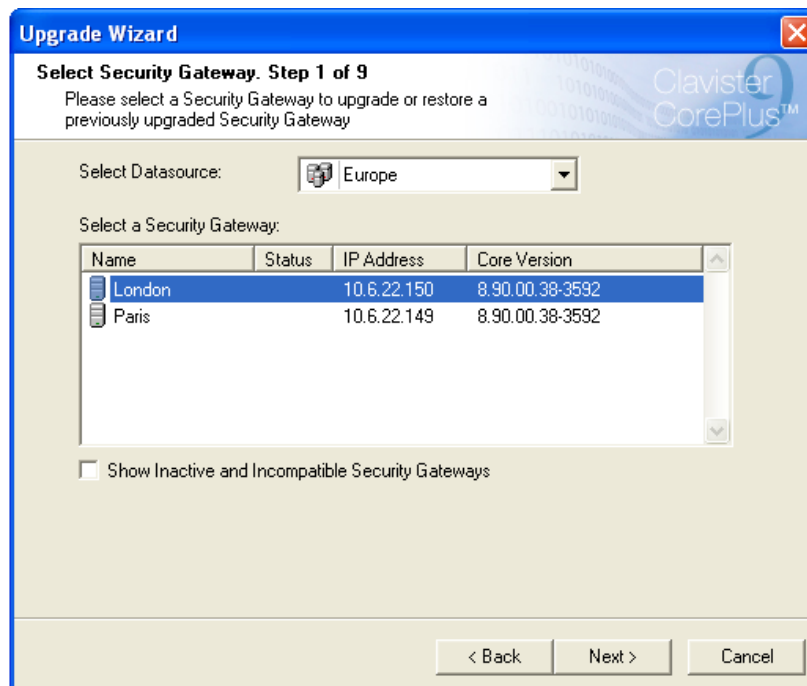 Upgrade Wizard
Select Security Gateway. Step 1 of 9
Please select a Security Gateway to upgrade or restore a
previously upgraded Security Gateway
Clavister 9
CorePlus™
Select Datasource: Europe
Select a Security Gateway:
Name Status IP Address Core Version
London 10.6.22.150 8.90.00.38-3592
Paris 10.6.22.149 8.90.00.38-3592
Show Inactive and Incompatible Security Gateways
< Back Next > Cancel